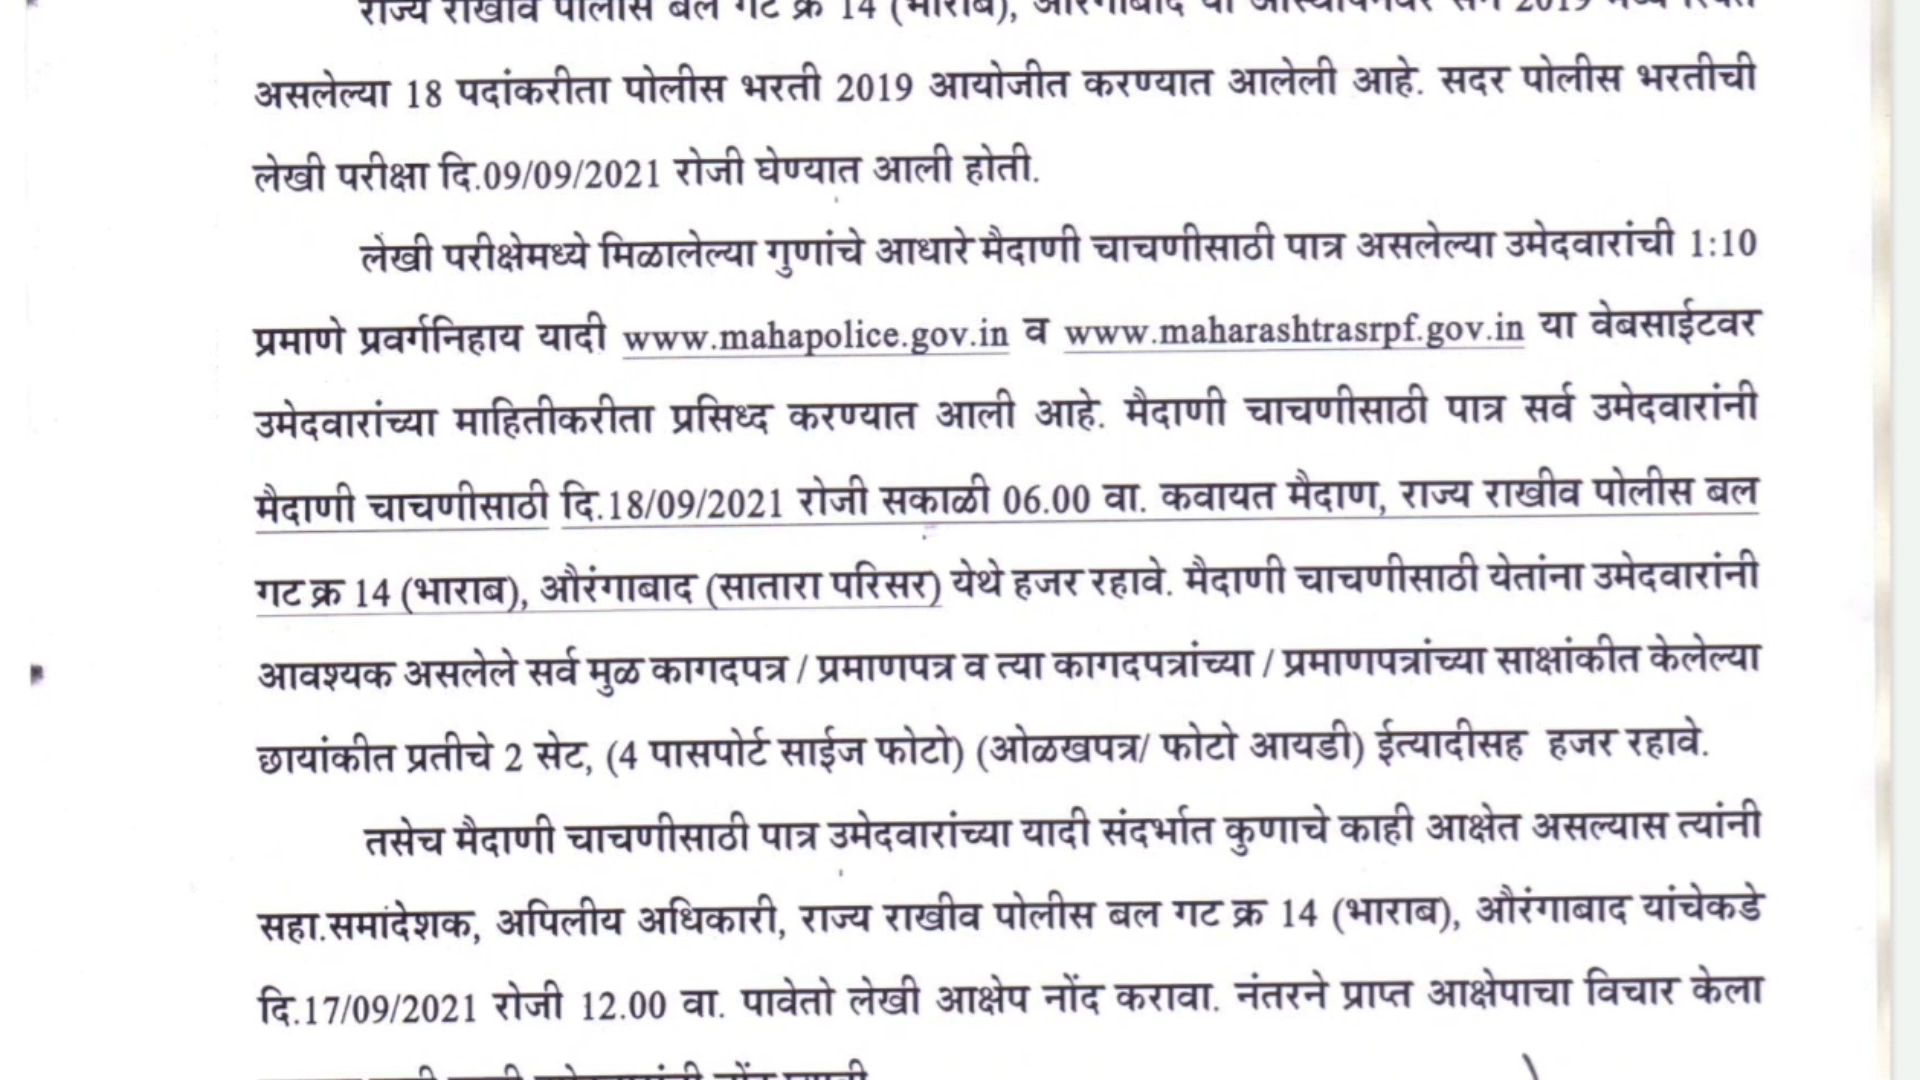 राज्य राखीव पोलीस बल गट क्र 14 (भाराब), औरंगाबाद
असलेल्या 18 पदांकरीता पोलीस भरती 2019 आयोजीत करण्यात आलेली आहे. सदर पोलीस भरतीची
लेखी परीक्षा दि.09/09/2021 रोजी घेण्यात आली होती.
लेखी परीक्षेमध्ये मिळालेल्या गुणांचे आधारे मैदाणी चाचणीसाठी पात्र असलेल्या उमेदवारांची 1:10
प्रमाणे प्रवर्गनिहाय यादी www.mahapolice.gov.in व www.maharashtrasrpf.gov.in या वेबसाईटवर
उमेदवारांच्या माहितीकरीता प्रसिध्द करण्यात आली आहे. मैदाणी चाचणीसाठी पात्र सर्व उमेदवारांनी
मैदाणी चाचणीसाठी दि.18/09/2021 रोजी सकाळी 06.00 वा. कवायत मैदाण, राज्य राखीव पोलीस बल
गट क्र 14 (भाराब), औरंगाबाद (सातारा परिसर) येथे हजर रहावे. मैदाणी चाचणीसाठी येतांना उमेदवारांनी
आवश्यक असलेले सर्व मुळ कागदपत्र / प्रमाणपत्र व त्या कागदपत्रांच्या / प्रमाणपत्रांच्या साक्षांकीत केलेल्या
छायांकीत प्रतीचे 2 सेट, (4 पासपोर्ट साईज फोटो) (ओळखपत्र/ फोटो आयडी) ईत्यादीसह हजर रहावे.
तसेच मैदाणी चाचणीसाठी पात्र उमेदवारांच्या यादी संदर्भात कुणाचे काही आक्षेत असल्यास त्यांनी
सहा.समादेशक, अपिलीय अधिकारी, राज्य राखीव पोलीस बल गट क्र 14 (भाराब), औरंगाबाद यांचेकडे
दि.17/09/2021 रोजी 12.00 वा. पावेतो लेखी आक्षेप नोंद करावा. नंतरने प्राप्त आक्षेपाचा विचार केला